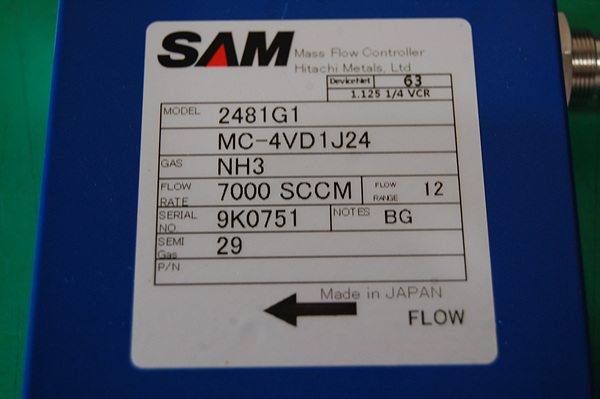 SAM Mass Flow Controller
Hitachi Metals, Ltd.
DeviceNet 63
1.125 1/4 VCR
MODEL 2481G1
MC-4VD1J24
GAS NH3
FLOW RATE 7000 SCCM FLOW RANGE 12
SERIAL NO 9K0751 NOTES BG
SEMI Gas 29
P/N
Made in JAPAN
FLOW